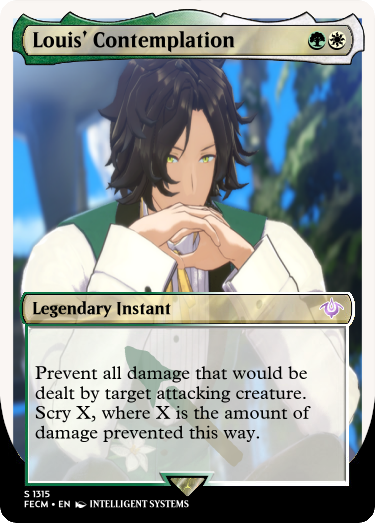 Louis' Contemplation
Legendary Instant
Prevent all damage that would be
dealt by target attacking creature.
Scry X, where X is the amount of
damage prevented this way.
S 1315
FECM • EN INTELLIGENT SYSTEMS